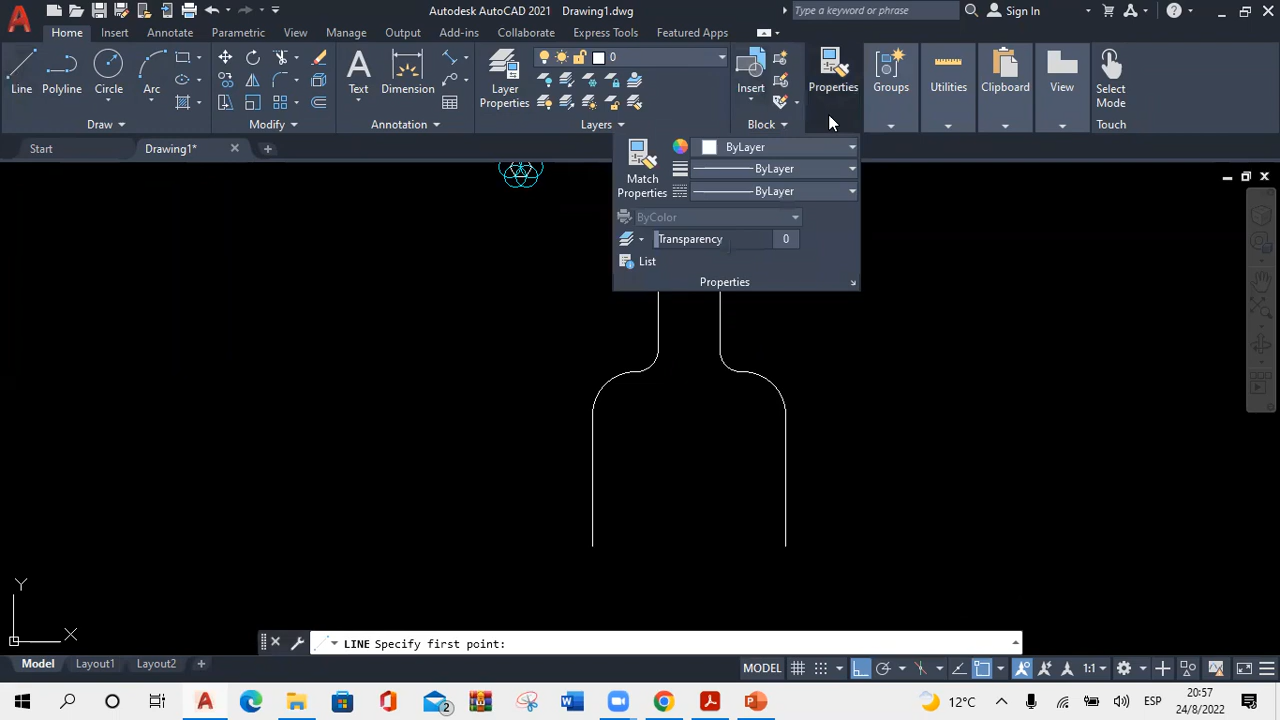 Autodesk AutoCAD 2021 Drawing1.dwg
Type a keyword or phrase
Sign In
Home Insert Annotate Parametric View Manage Output Add-ins Collaborate Express Tools Featured Apps
Line Polyline Circle Arc
Text Dimension
Layer
Properties
0
Insert
Properties
Groups
Utilities
Clipboard
View
Select
Mode
Draw Modify Annotation Layers Block Touch
Start Drawing1*
Match
Properties
ByLayer
ByLayer
ByLayer
ByColor
Transparency 0
List
Properties
Y
X
LINE Specify first point:
Model Layout1 Layout2
MODEL 1:1
2
12°C
ESP
20:57
24/8/2022